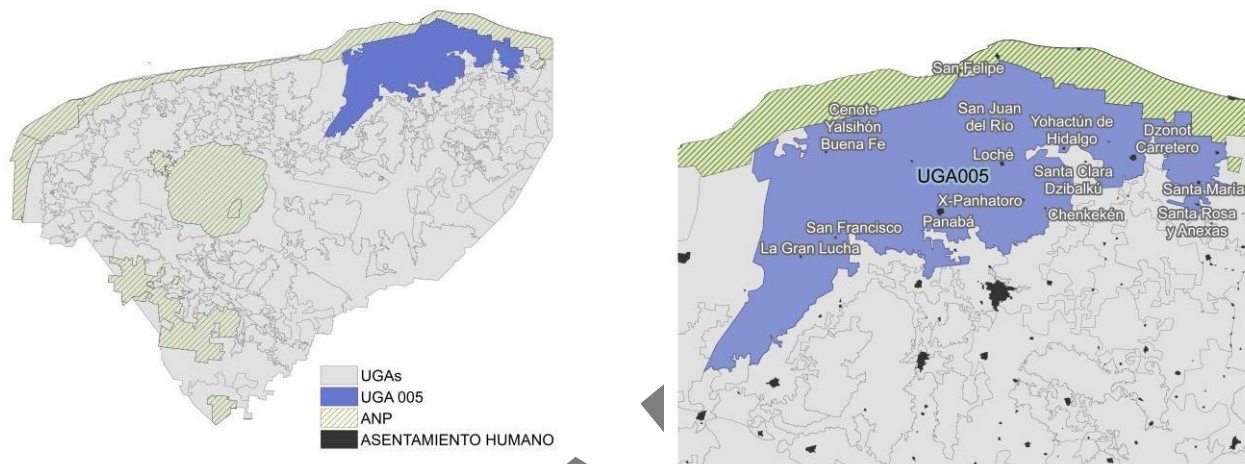 UGAs
UGA 005
ANP
ASENTAMIENTO HUMANO
San Felipe
Cenote
Yalsihón
Buena Fe
San Juan
del Río
Yohactún de
Hidalgo
Dzonot
Carretero
Loché
UGA005
Santa Clara
Dzibalkú
Santa María
X-Panhatoro
Chenkekén
Santa Rosa
y Anexas
San Francisco
Panabá
La Gran Lucha